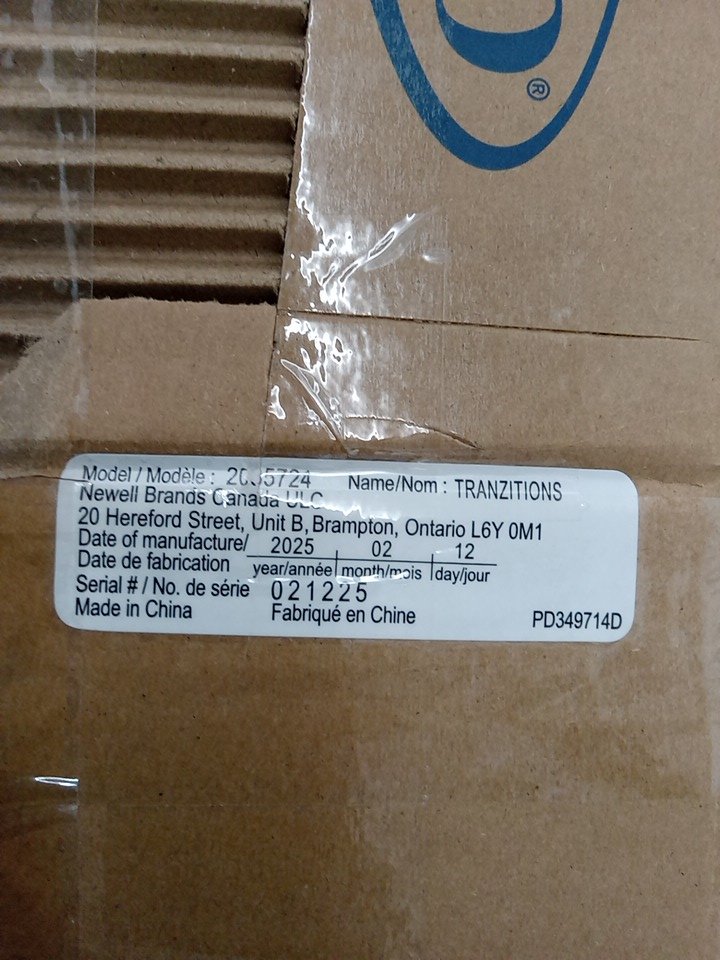 ®
Model / Modèle : Name/Nom : TRANZITIONS
Newell Brands Canada ULC
20 Hereford Street, Unit B, Brampton, Ontario L6Y 0M1
Date of manufacture/ 2025 02 12
Date de fabrication year/année month/mois day/jour
Serial # / No. de série 021225
Made in China Fabriqué en Chine PD349714D